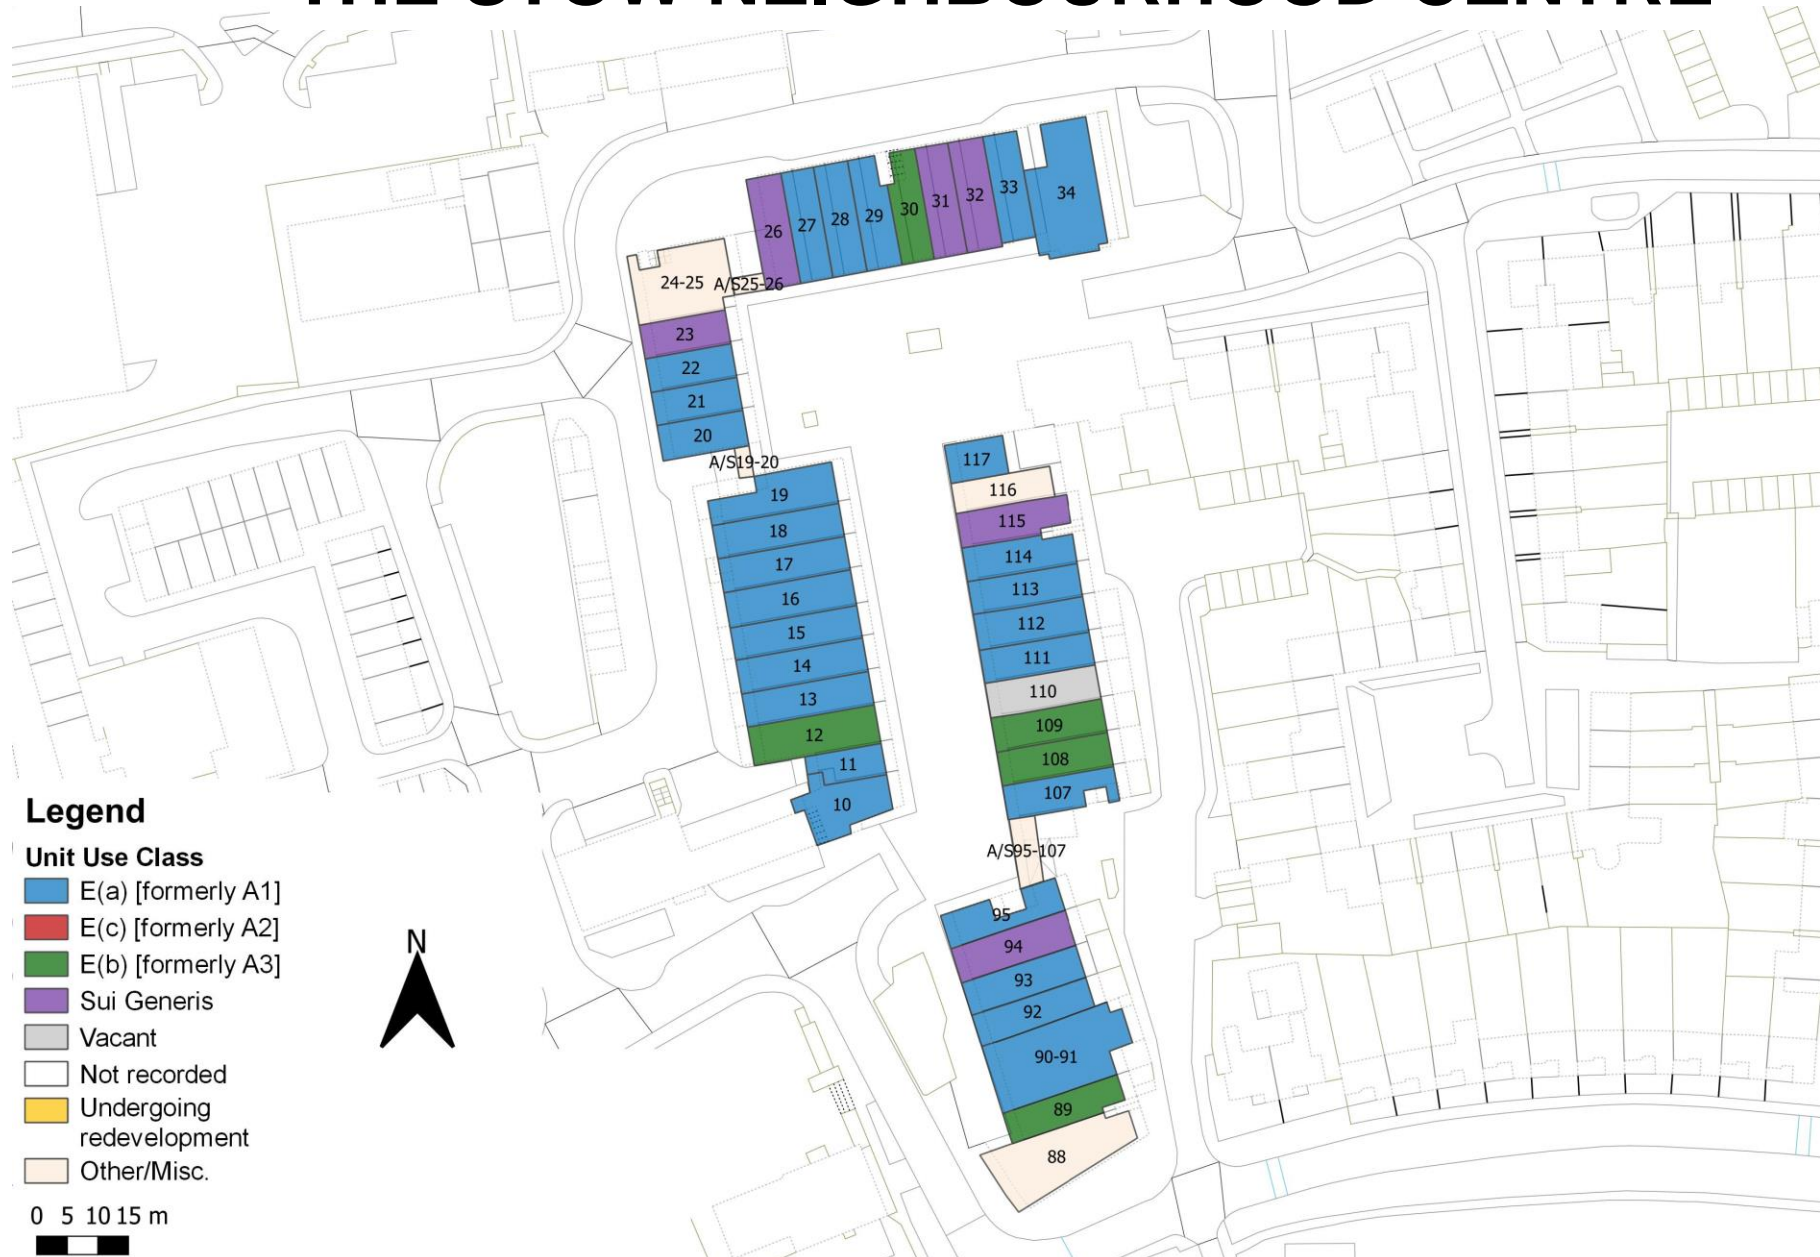 THE STOW NEIGHBOURHOOD CENTRE
34
33
32
31
30
29
28
27
26
24-25
A/S25-26
23
22
21
20
A/S19-20
19
18
17
16
15
14
13
12
11
10
117
116
115
114
113
112
111
110
109
108
107
A/S95-107
95
94
93
92
90-91
89
88
Legend
Unit Use Class
E(a) [formerly A1]
E(c) [formerly A2]
E(b) [formerly A3]
Sui Generis
Vacant
Not recorded
Undergoing
redevelopment
Other/Misc.
N
0 5 10 15 m